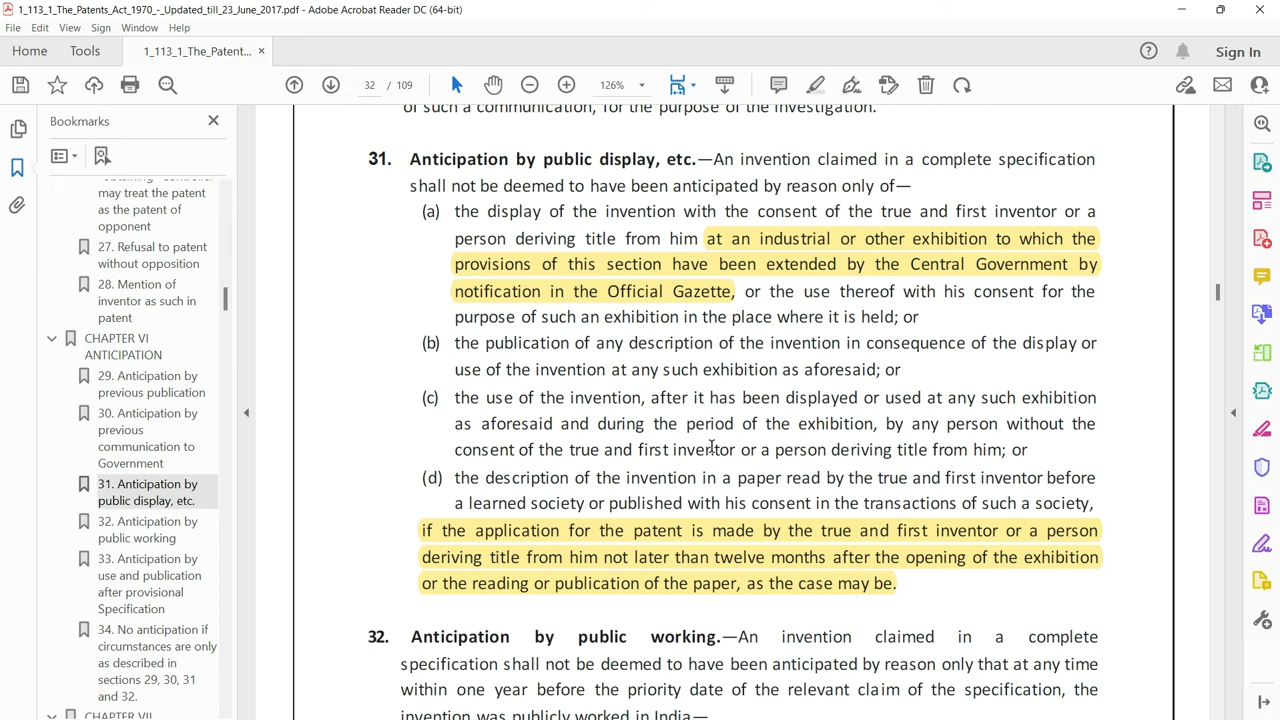 1_113_1_The_Patents_Act_1970_-_Updated_till_23_June_2017.pdf - Adobe Acrobat Reader DC (64-bit)
File Edit View Sign Window Help
Home Tools 1_113_1_The_Patent... × Sign In
32 / 109 126%
Bookmarks
may treat the patent
as the patent of
opponent
27. Refusal to patent
without opposition
28. Mention of
inventor as such in
patent
CHAPTER VI
ANTICIPATION
29. Anticipation by
previous publication
30. Anticipation by
previous
communication to
Government
31. Anticipation by
public display, etc.
32. Anticipation by
public working
33. Anticipation by
use and publication
after provisional
Specification
34. No anticipation if
circumstances are only
as described in
sections 29, 30, 31
and 32.
CHAPTER VII
of such a communication, for the purpose of the investigation.
31. Anticipation by public display, etc.—An invention claimed in a complete specification
shall not be deemed to have been anticipated by reason only of—
(a) the display of the invention with the consent of the true and first inventor or a
person deriving title from him at an industrial or other exhibition to which the
provisions of this section have been extended by the Central Government by
notification in the Official Gazette, or the use thereof with his consent for the
purpose of such an exhibition in the place where it is held; or
(b) the publication of any description of the invention in consequence of the display or
use of the invention at any such exhibition as aforesaid; or
(c) the use of the invention, after it has been displayed or used at any such exhibition
as aforesaid and during the period of the exhibition, by any person without the
consent of the true and first inventor or a person deriving title from him; or
(d) the description of the invention in a paper read by the true and first inventor before
a learned society or published with his consent in the transactions of such a society,
if the application for the patent is made by the true and first inventor or a person
deriving title from him not later than twelve months after the opening of the exhibition
or the reading or publication of the paper, as the case may be.
32. Anticipation by public working.—An invention claimed in a complete
specification shall not be deemed to have been anticipated by reason only that at any time
within one year before the priority date of the relevant claim of the specification, the
invention was publicly worked in India—